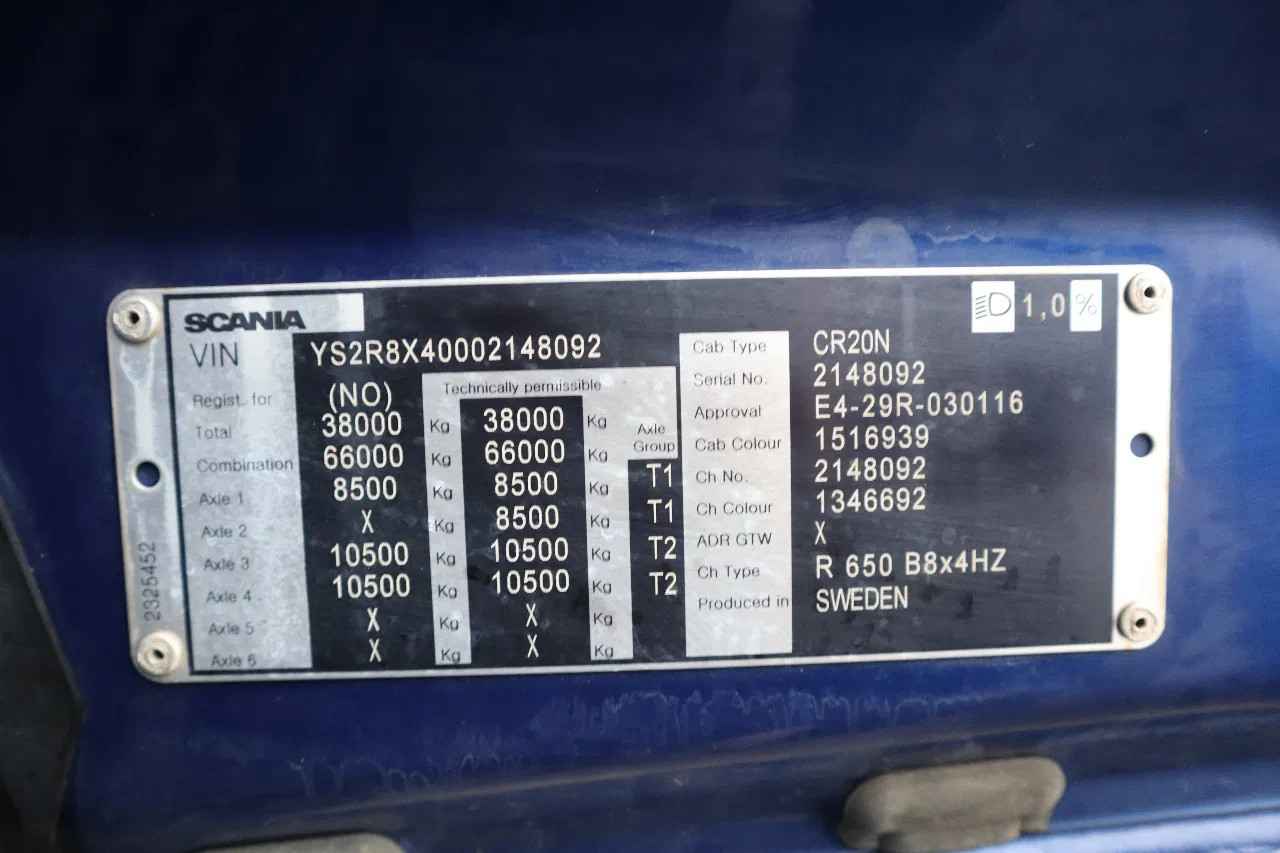 SCANIA
1,0 %
VIN YS2R8X40002148092
Regist. for (NO)
Technically permissible
Total 38000 Kg 38000 Kg
Axle Group
Combination 66000 Kg 66000 Kg
Axle 1 8500 Kg 8500 Kg T1
Axle 2 X Kg 8500 Kg T1
Axle 3 10500 Kg 10500 Kg T2
Axle 4 10500 Kg 10500 Kg T2
Axle 5 X Kg X Kg
Axle 6 X Kg X Kg
Cab Type CR20N
Serial No. 2148092
Approval E4-29R-030116
Cab Colour 1516939
Ch No. 2148092
Ch Colour 1346692
ADR GTW X
Ch Type R 650 B8x4HZ
Produced in SWEDEN
2325452